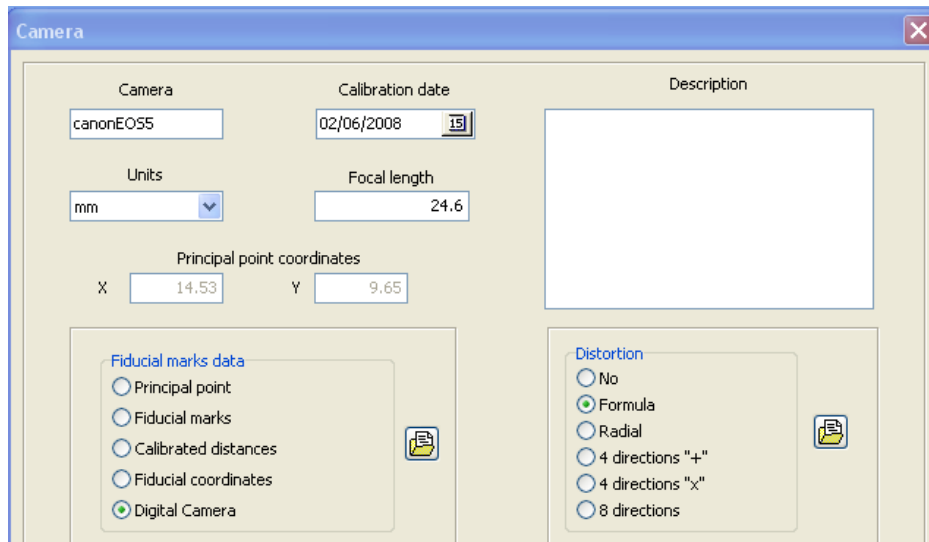 Camera
Camera
Calibration date
Description
canonEOS5
02/06/2008
15
Units
Focal length
mm
24.6
Principal point coordinates
X 14.53 Y 9.65
Fiducial marks data
Principal point
Fiducial marks
Calibrated distances
Fiducial coordinates
Digital Camera
Distortion
No
Formula
Radial
4 directions "+"
4 directions "x"
8 directions